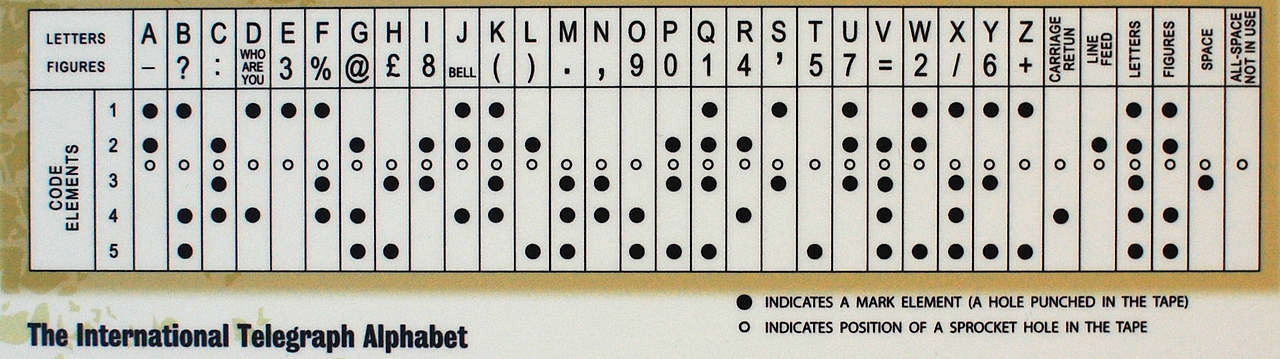 LETTERS A B C D E F G H I J K L M N O P Q R S T U V W X Y Z CARRIAGE RETUN LINE FEED LETTERS FIGURES SPACE ALL-SPACE NOT IN USE
FIGURES – ? : WHO ARE YOU 3 % @ £ 8 BELL ( ) . , 9 0 1 4 ' 5 7 = 2 / 6 +
CODE ELEMENTS
1
2
3
4
5
INDICATES A MARK ELEMENT (A HOLE PUNCHED IN THE TAPE)
INDICATES POSITION OF A SPROCKET HOLE IN THE TAPE
The International Telegraph Alphabet